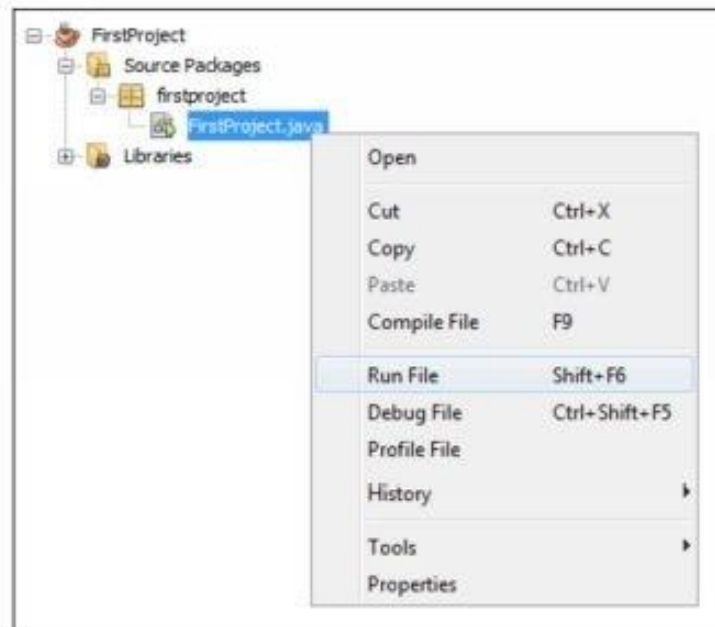 FirstProject
Source Packages
firstproject
FirstProject.java
Libraries
Open
Cut Ctrl+X
Copy Ctrl+C
Paste Ctrl+V
Compile File F9
Run File Shift+F6
Debug File Ctrl+Shift+F5
Profile File
History
Tools
Properties